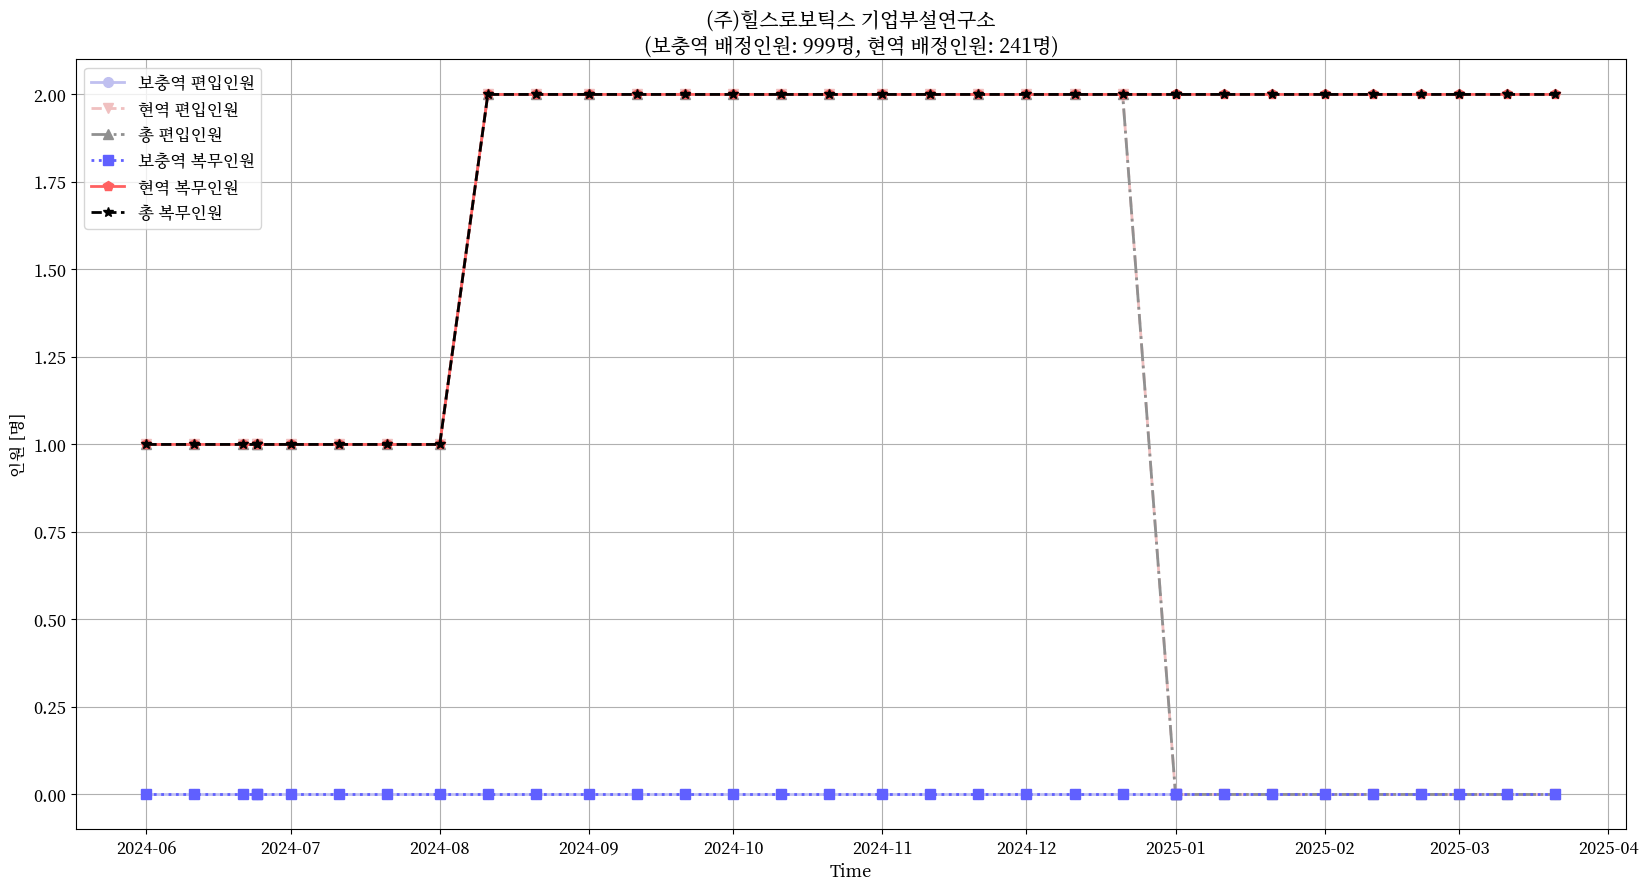 (주)힐스로보틱스 기업부설연구소
(보충역 배정인원: 999명, 현역 배정인원: 241명)
보충역 편입인원
현역 편입인원
총 편입인원
보충역 복무인원
현역 복무인원
총 복무인원
인원 [명]
2.00
1.75
1.50
1.25
1.00
0.75
0.50
0.25
0.00
2024-06 2024-07 2024-08 2024-09 2024-10 2024-11 2024-12 2025-01 2025-02 2025-03 2025-04
Time